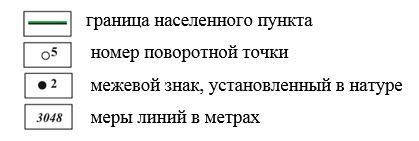 граница населенного пункта
5 номер поворотной точки
2 межевой знак, установленный в натуре
3048 меры линий в метрах